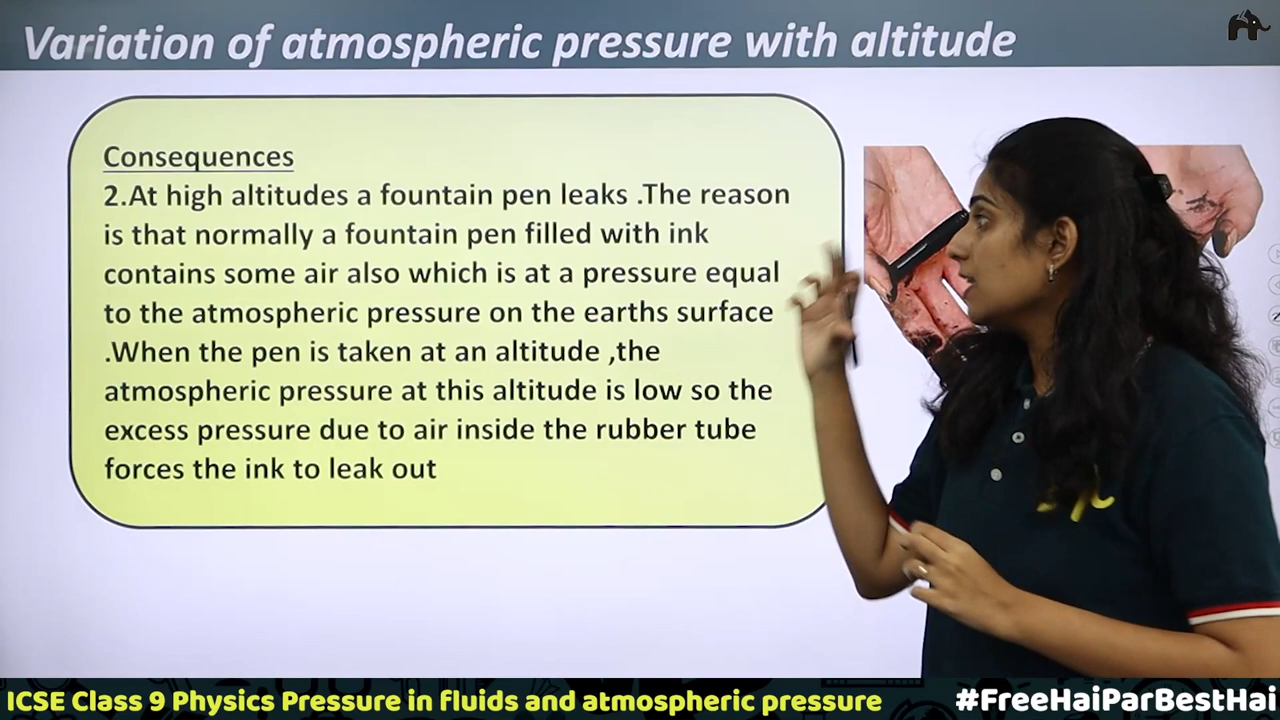 Variation of atmospheric pressure with altitude
Consequences
2.At high altitudes a fountain pen leaks .The reason
is that normally a fountain pen filled with ink
contains some air also which is at a pressure equal
to the atmospheric pressure on the earths surface
.When the pen is taken at an altitude ,the
atmospheric pressure at this altitude is low so the
excess pressure due to air inside the rubber tube
forces the ink to leak out
ICSE Class 9 Physics Pressure in fluids and atmospheric pressure
#FreeHaiParBestHai